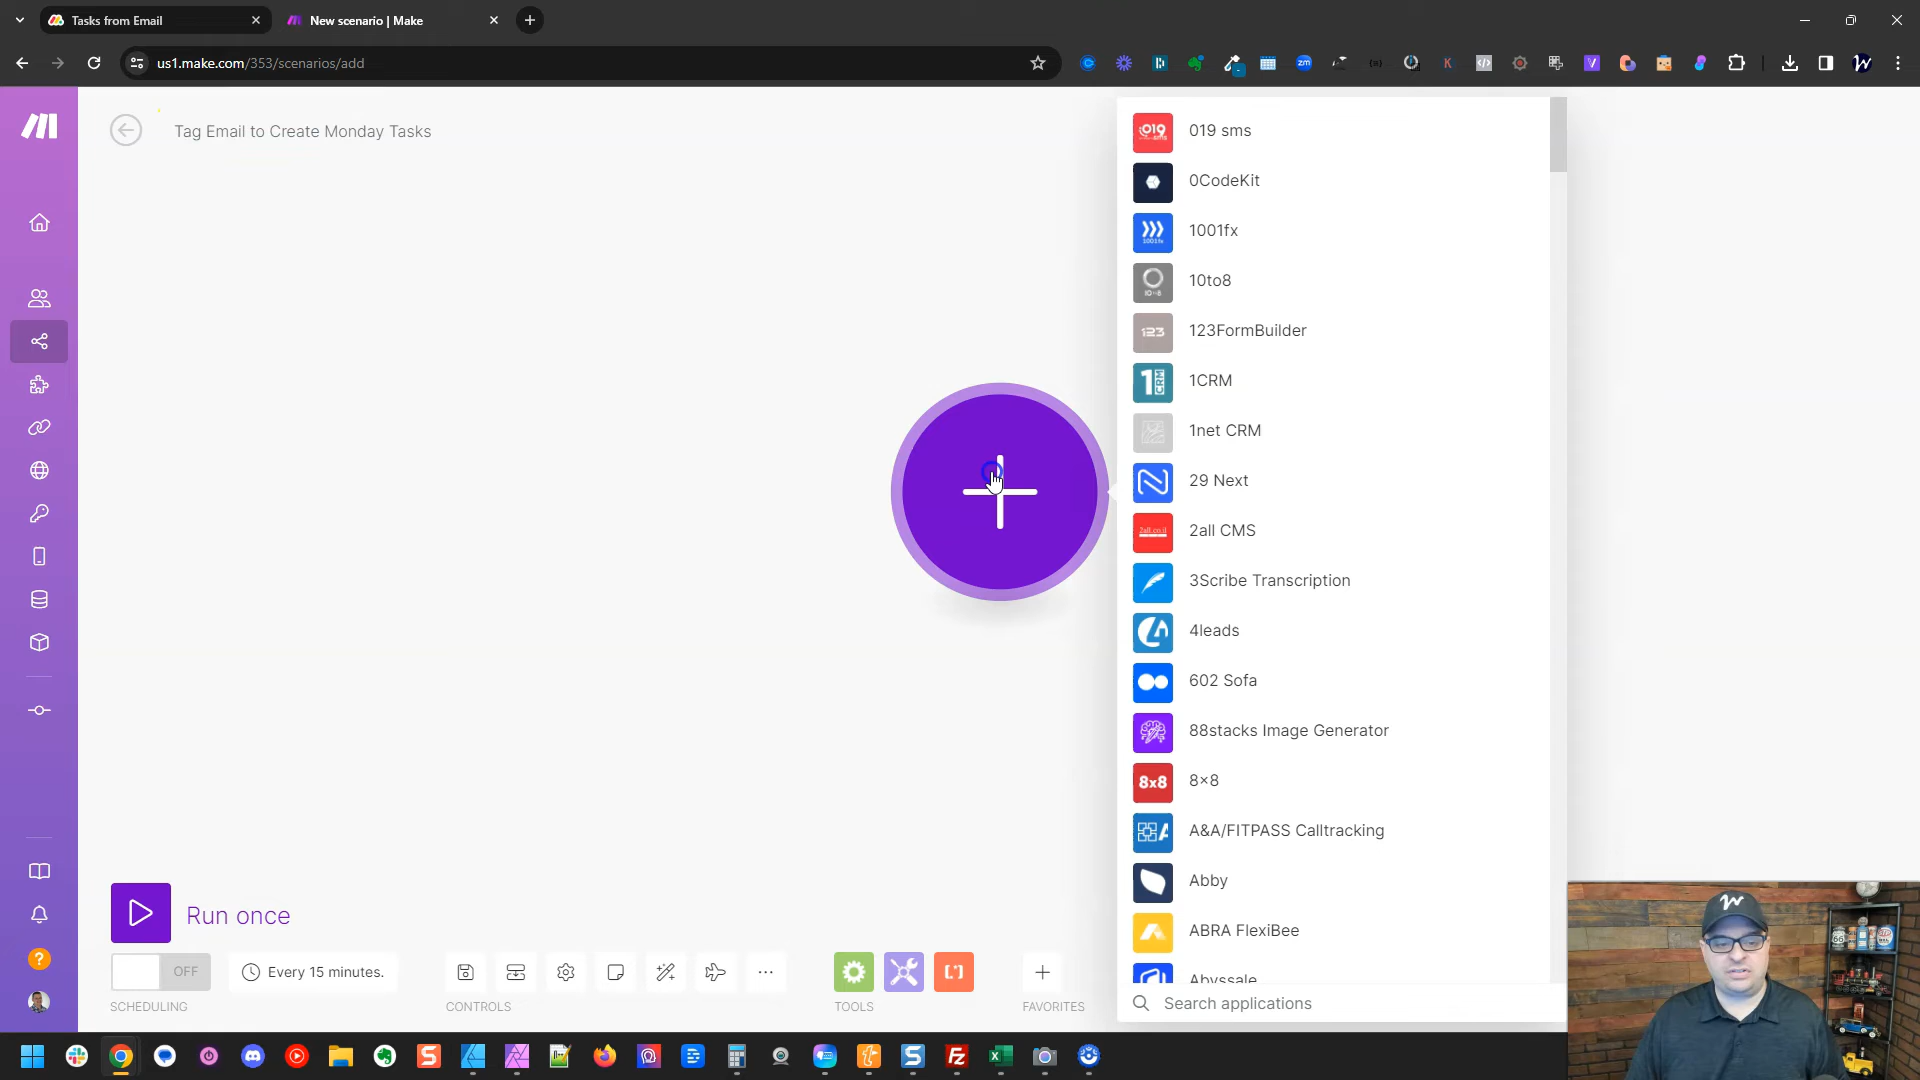 Tasks from Email
New scenario | Make
us1.make.com/353/scenarios/add
Tag Email to Create Monday Tasks
019 sms
0CodeKit
1001fx
10to8
123FormBuilder
1CRM
1net CRM
29 Next
2all CMS
3Scribe Transcription
4leads
602 Sofa
88stacks Image Generator
8x8
A&A/FITPASS Calltracking
Abby
ABRA FlexiBee
Abyssale
Search applications
Run once
OFF
Every 15 minutes.
SCHEDULING
CONTROLS
TOOLS
FAVORITES